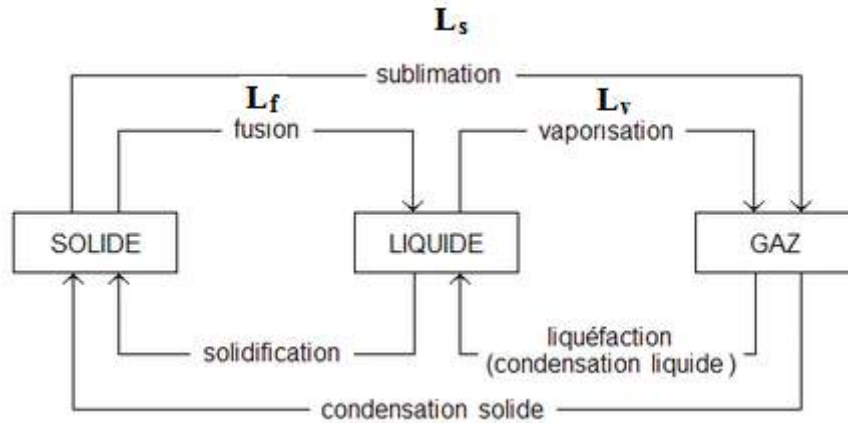 Ls
sublimation
Lf
Lv
fusion
vaporisation
SOLIDE
LIQUIDE
GAZ
solidification
liquéfaction
(condensation liquide)
condensation solide